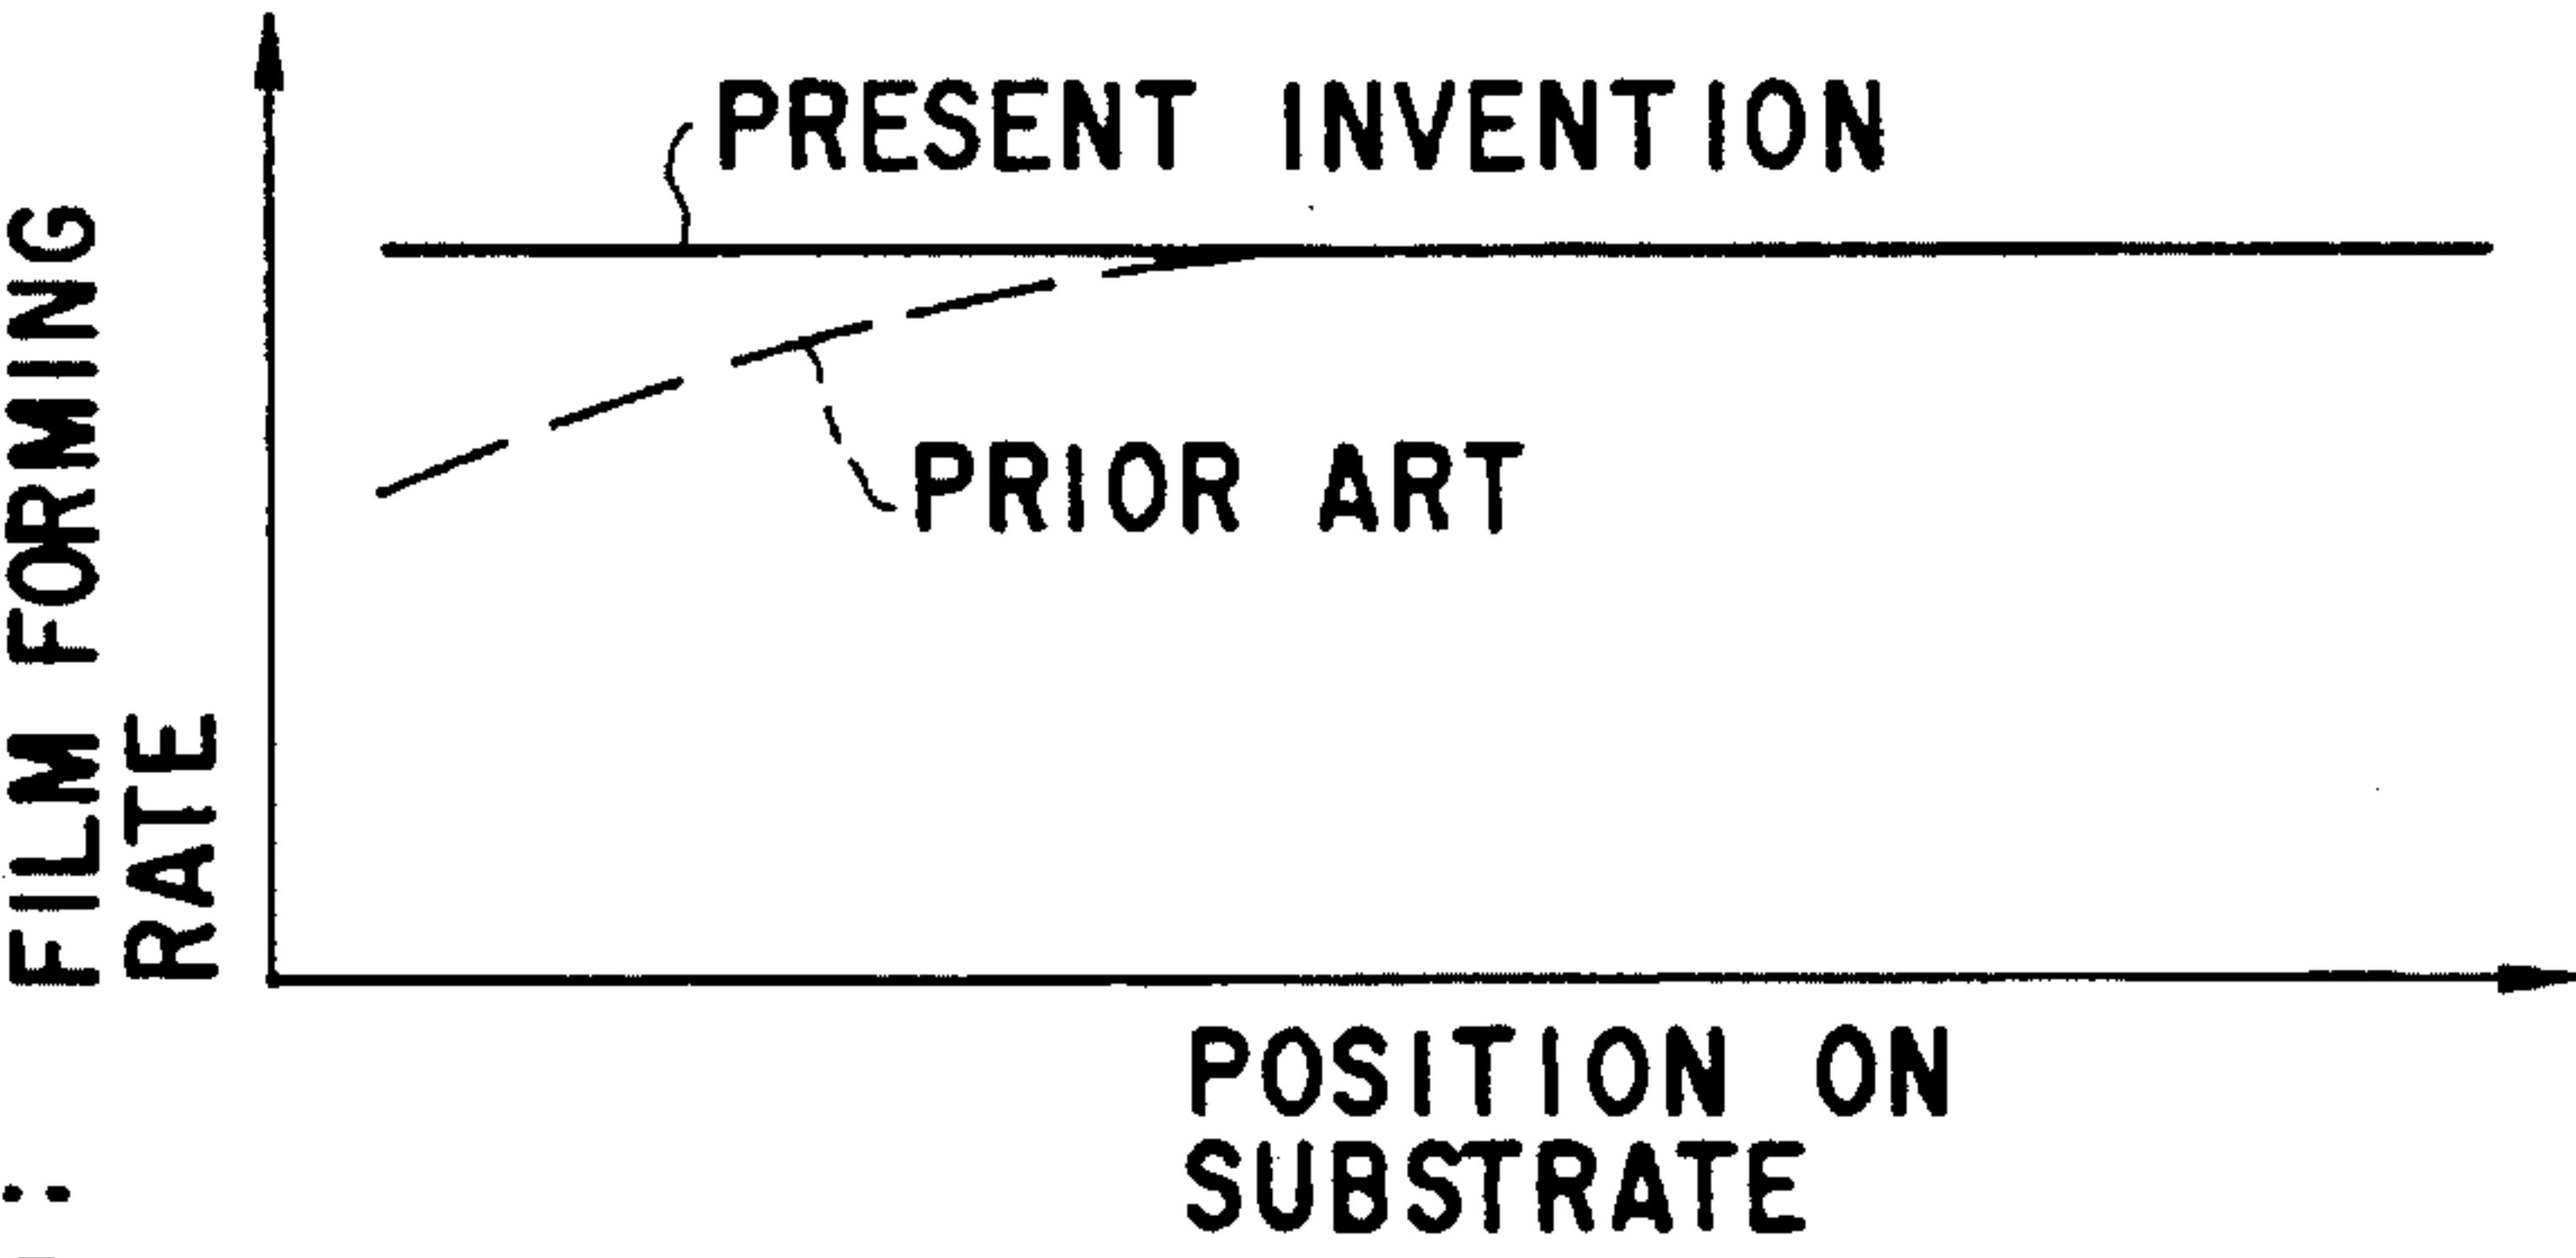 PRESENT INVENTION
PRIOR ART
FILM FORMING
RATE
POSITION ON
SUBSTRATE